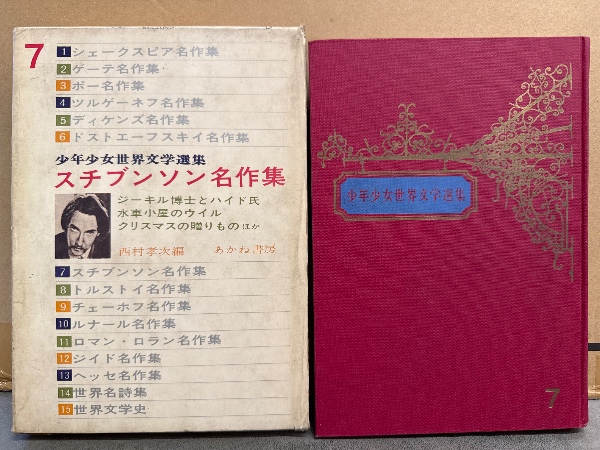 7
1 シェークスピア名作集
2 ゲーテ名作集
3 ポー名作集
4 ツルゲーネフ名作集
5 ディケンズ名作集
6 ドストエーフスキイ名作集
少年少女世界文学選集
スチブンソン名作集
ジーキル博士とハイド氏
水車小屋のウイル
クリスマスの贈りものほか
西村孝次編 あかね書房
7 スチブンソン名作集
8 トルストイ名作集
9 チェーホフ名作集
10 ルナール名作集
11 ロマン・ロラン名作集
12 ジイド名作集
13 ヘッセ名作集
14 世界名詩集
15 世界文学史
少年少女世界文学選集
7